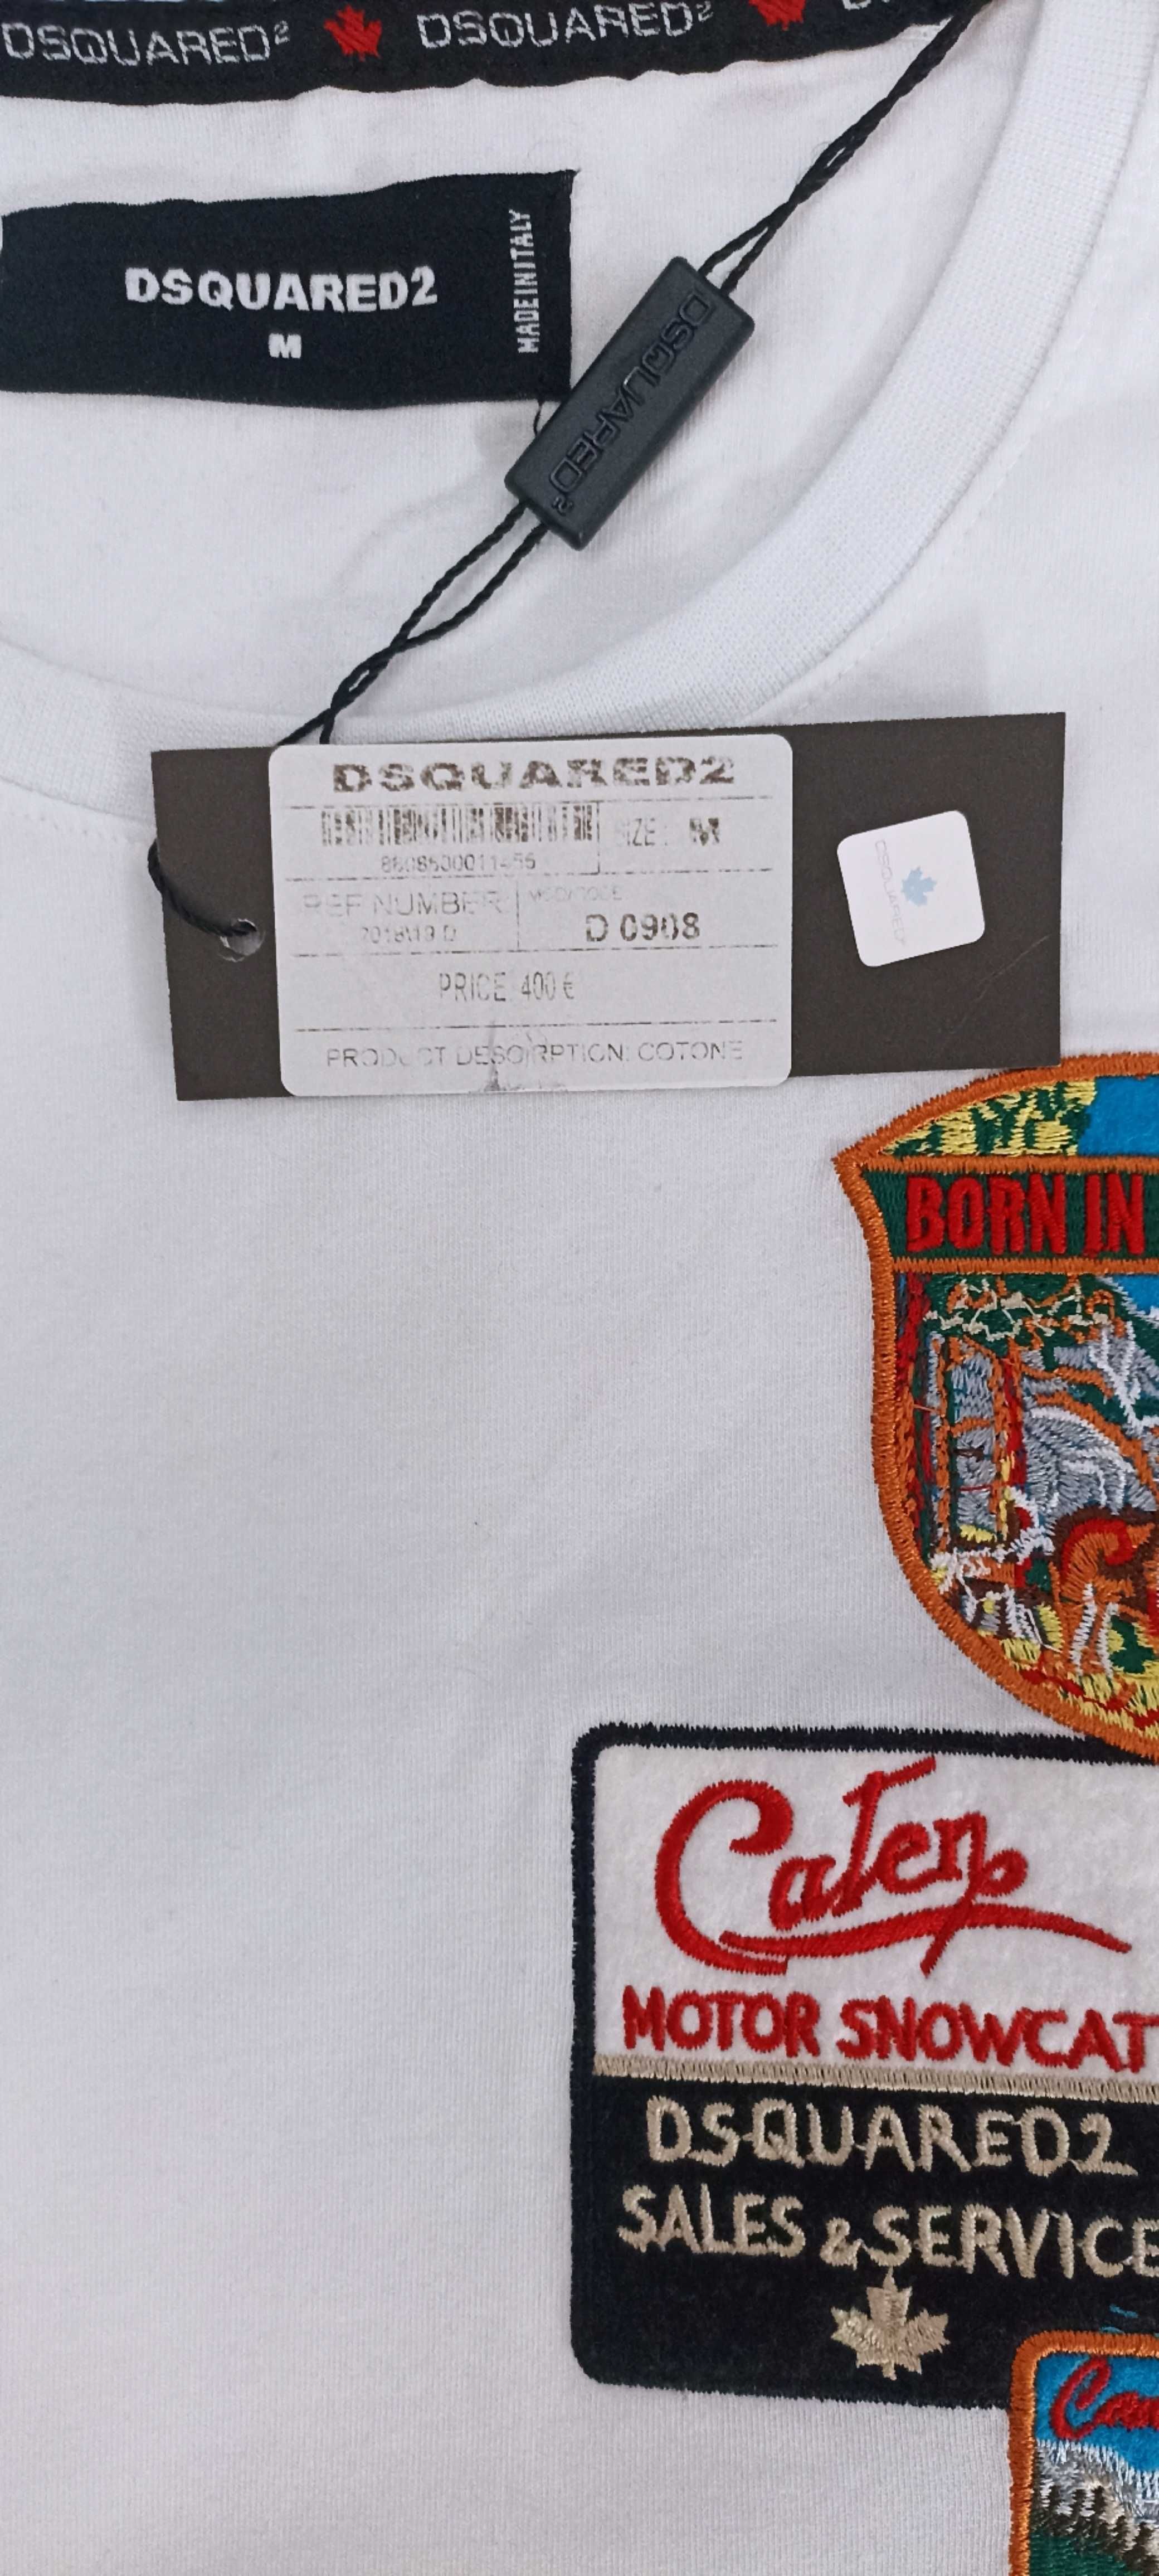 DSQUARED² DSQUARED² D
DSQUARED2
M
MADE IN ITALY
DSQUARED²
DSQUARED2
SIZE: M
REF NUMBER:
D 0908
PRICE: 400 €
PRODUCT DESCIRPTION: COTONE
DSQUARED²
BORN IN
Caten
MOTOR SNOWCAT
DSQUARED2
SALES & SERVICE